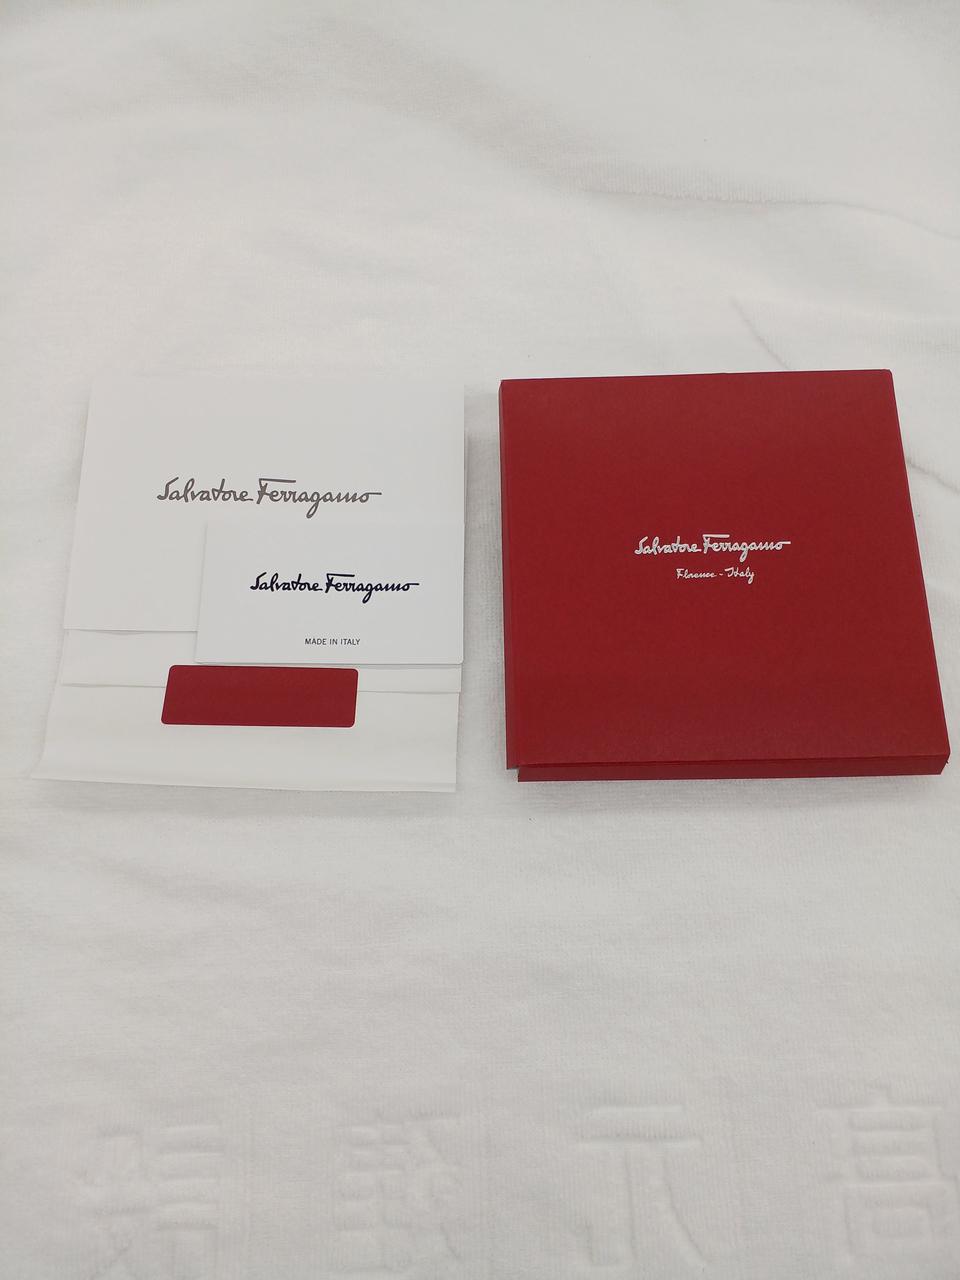 Salvatore Ferragamo
Salvatore Ferragamo
MADE IN ITALY
Salvatore Ferragamo
Florence - Italy